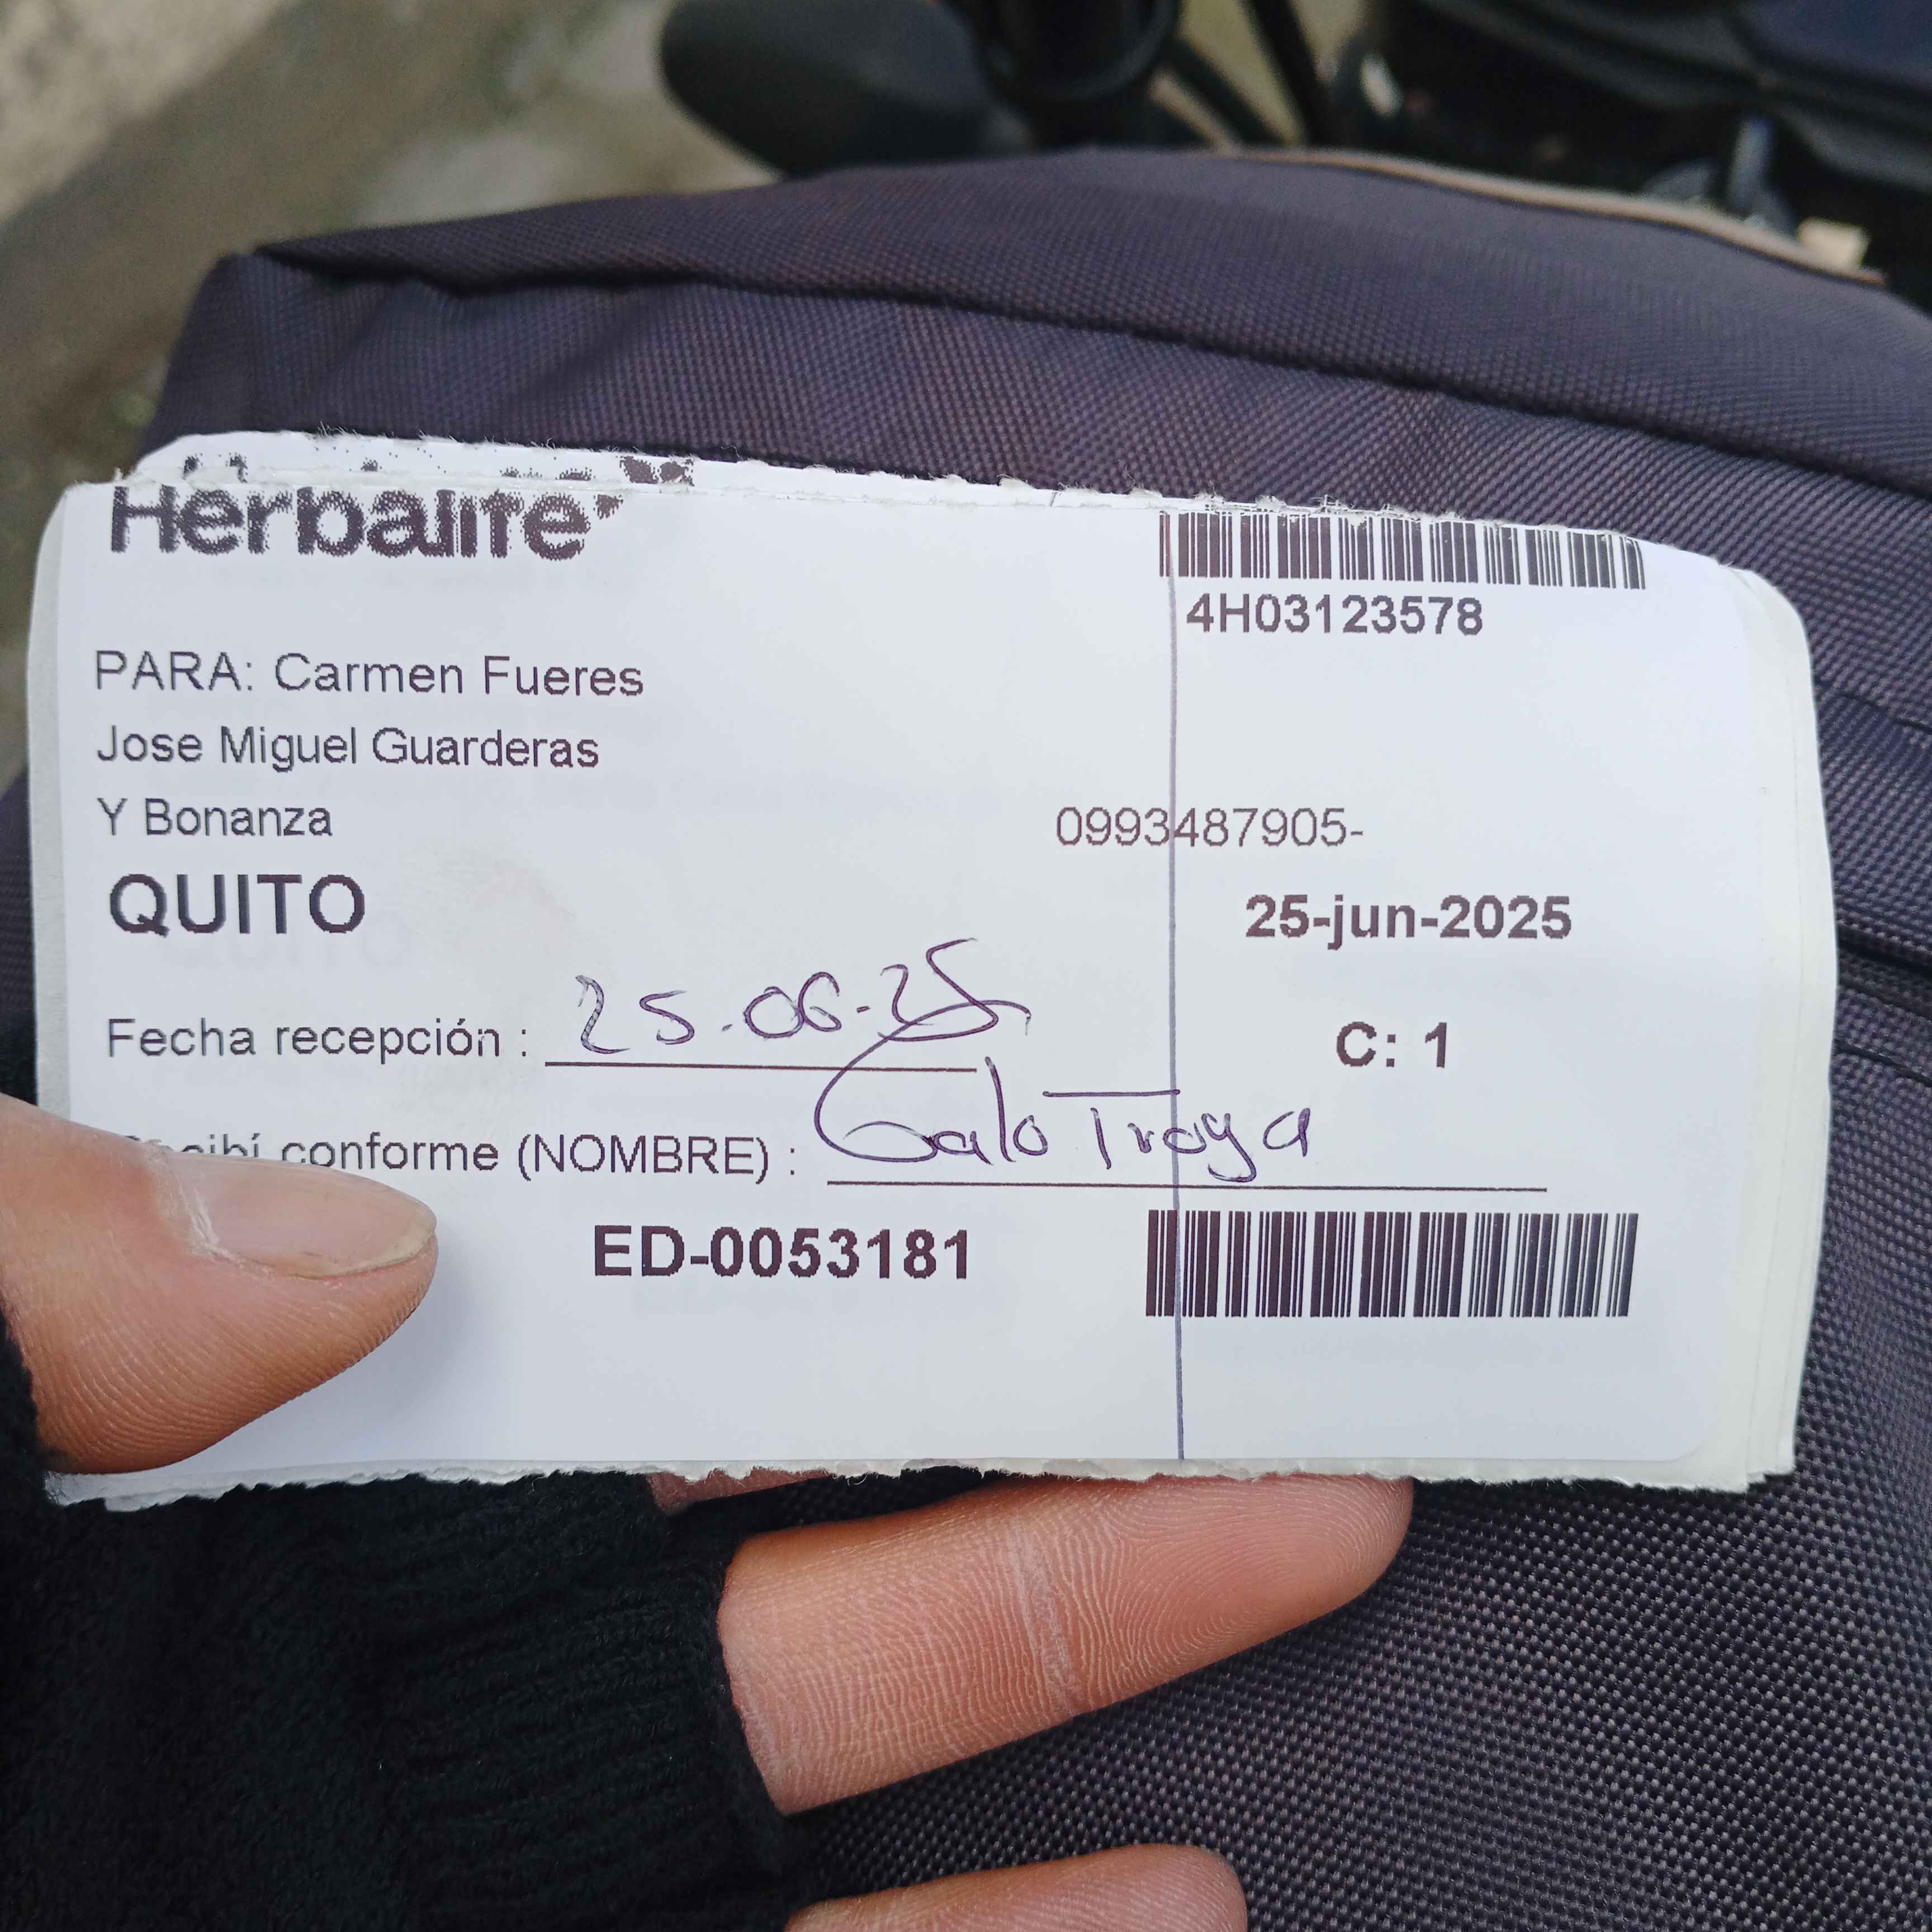 Herbalife
4H03123578
PARA: Carmen Fueres
Jose Miguel Guarderas
Y Bonanza
0993487905-
QUITO
25-jun-2025
Fecha recepción : 25.06.25
C: 1
conforme (NOMBRE) : Galo Troya
ED-0053181